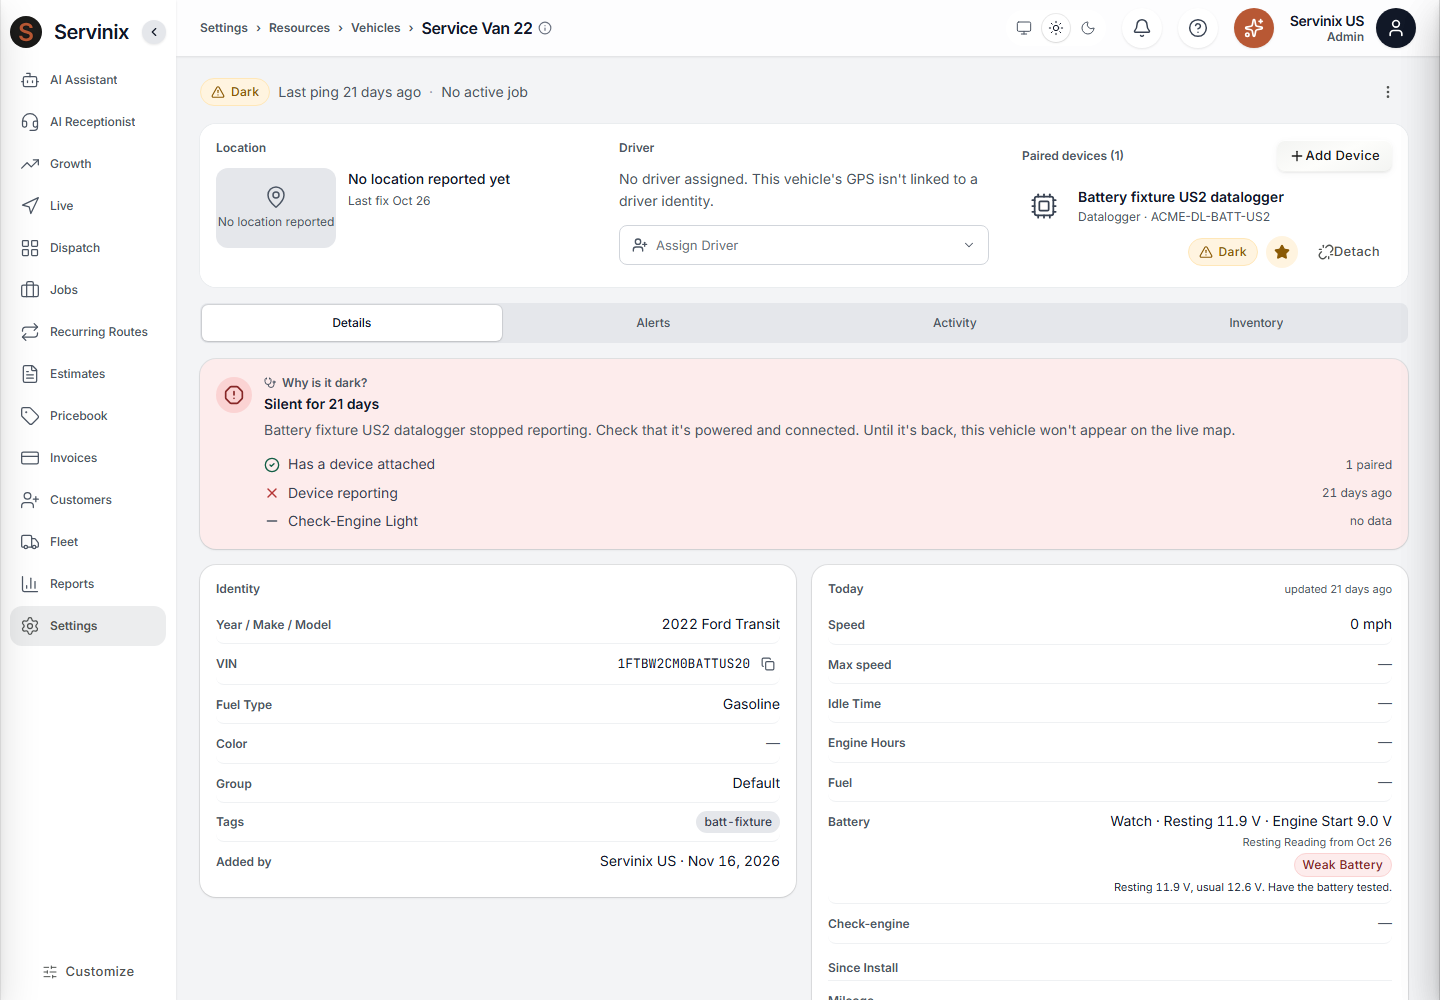 Servinix
AI Assistant
AI Receptionist
Growth
Live
Dispatch
Jobs
Recurring Routes
Estimates
Pricebook
Invoices
Customers
Fleet
Reports
Settings
Customize
Settings › Resources › Vehicles › Service Van 22
Servinix US
Admin
Dark Last ping 21 days ago · No active job
Location
No location reported
No location reported yet
Last fix Oct 26
Driver
No driver assigned. This vehicle's GPS isn't linked to a
driver identity.
Assign Driver
Paired devices (1)
Add Device
Battery fixture US2 datalogger
Datalogger · ACME-DL-BATT-US2
Dark
Detach
Details
Alerts
Activity
Inventory
Why is it dark?
Silent for 21 days
Battery fixture US2 datalogger stopped reporting. Check that it's powered and connected. Until it's back, this vehicle won't appear on the live map.
Has a device attached 1 paired
Device reporting 21 days ago
Check-Engine Light no data
Identity
Year / Make / Model 2022 Ford Transit
VIN 1FTBW2CM0BATTUS20
Fuel Type Gasoline
Color —
Group Default
Tags batt-fixture
Added by Servinix US · Nov 16, 2026
Today updated 21 days ago
Speed 0 mph
Max speed —
Idle Time —
Engine Hours —
Fuel —
Battery Watch · Resting 11.9 V · Engine Start 9.0 V
Resting Reading from Oct 26
Weak Battery
Resting 11.9 V, usual 12.6 V. Have the battery tested.
Check-engine —
Since Install
Mileage